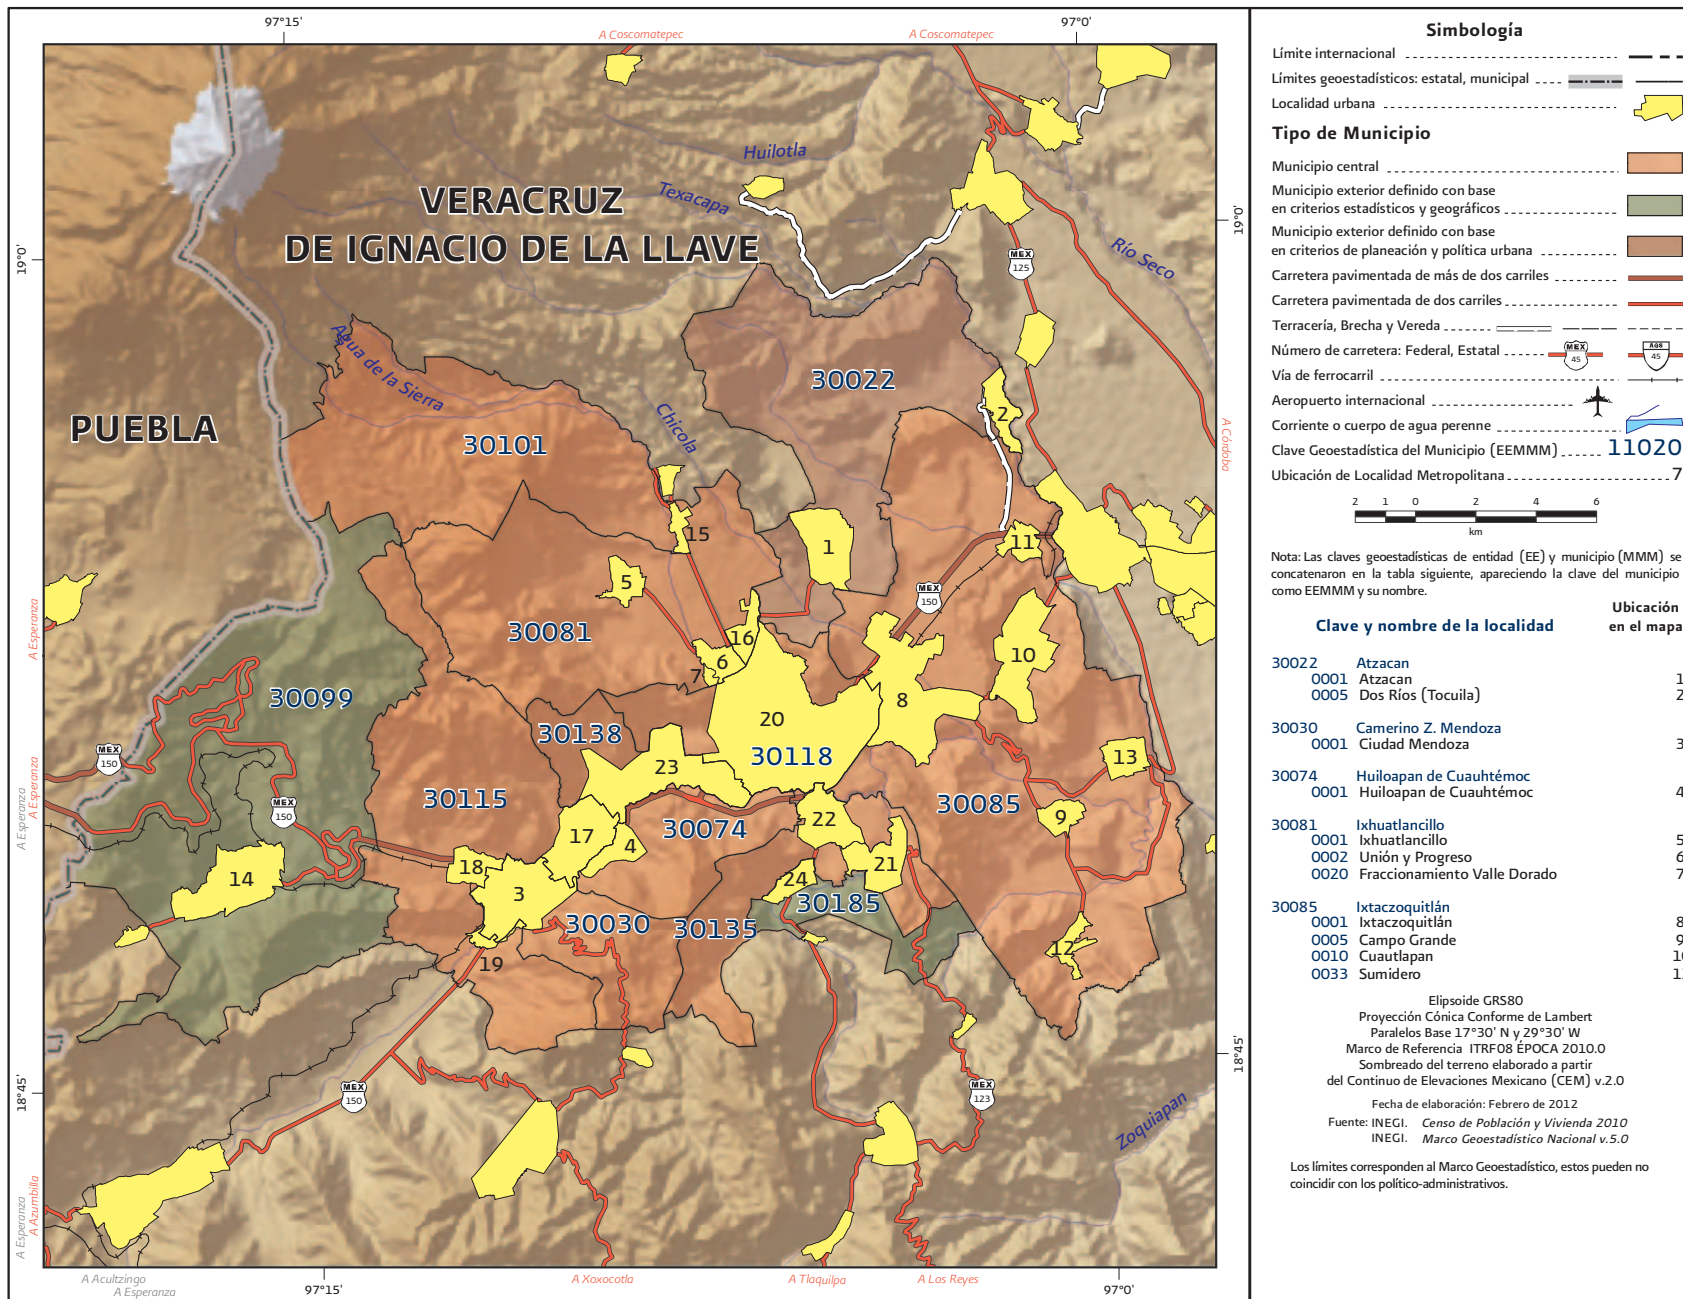 97°15'
97°0'
A Coscomatepec
A Coscomatepec
Huilotla
Texacapa
VERACRUZ
DE IGNACIO DE LA LLAVE
Río Seco
19°0'
19°0'
MEX
125
Agua de la Sierra
30022
PUEBLA
Chicola
30101
2
A Córdoba
15
1
11
5
MEX
150
A Esperanza
30081
16
6
7
10
30099
8
20
30138
30118
MEX
150
23
13
A Esperanza
A Esperanza
30115
30085
MEX
150
30074
22
9
17
4
18
21
14
24
3
30185
30030
30135
12
19
18°45'
18°45'
MEX
150
MEX
123
Zoquiapan
A Esperanza
A Azumbilla
A Acultzingo
A Esperanza
97°15'
A Xoxocotla
A Tlaquilpa
A Los Reyes
97°0'
Simbología
Límite internacional
Límites geoestadísticos: estatal, municipal
Localidad urbana
Tipo de Municipio
Municipio central
Municipio exterior definido con base
en criterios estadísticos y geográficos
Municipio exterior definido con base
en criterios de planeación y política urbana
Carretera pavimentada de más de dos carriles
Carretera pavimentada de dos carriles
Terracería, Brecha y Vereda
Número de carretera: Federal, Estatal MEX 45 AGS 45
Vía de ferrocarril
Aeropuerto internacional
Corriente o cuerpo de agua perenne
Clave Geoestadística del Municipio (EEMMM) 11020
Ubicación de Localidad Metropolitana 7
2 1 0 2 4 6
km
Nota: Las claves geoestadísticas de entidad (EE) y municipio (MMM) se
concatenaron en la tabla siguiente, apareciendo la clave del municipio
como EEMMM y su nombre.
Ubicación
Clave y nombre de la localidad en el mapa
30022 Atzacan
0001 Atzacan 1
0005 Dos Ríos (Tocuila) 2
30030 Camerino Z. Mendoza
0001 Ciudad Mendoza 3
30074 Huiloapan de Cuauhtémoc
0001 Huiloapan de Cuauhtémoc 4
30081 Ixhuatlancillo
0001 Ixhuatlancillo 5
0002 Unión y Progreso 6
0020 Fraccionamiento Valle Dorado 7
30085 Ixtaczoquitlán
0001 Ixtaczoquitlán 8
0005 Campo Grande 9
0010 Cuautlapan 10
0033 Sumidero
Elipsoide GRS80
Proyección Cónica Conforme de Lambert
Paralelos Base 17°30' N y 29°30' W
Marco de Referencia ITRF08 ÉPOCA 2010.0
Sombreado del terreno elaborado a partir
del Continuo de Elevaciones Mexicano (CEM) v.2.0
Fecha de elaboración: Febrero de 2012
Fuente: INEGI. Censo de Población y Vivienda 2010
INEGI. Marco Geoestadístico Nacional v.5.0
Los límites corresponden al Marco Geoestadístico, estos pueden no
coincidir con los político-administrativos.